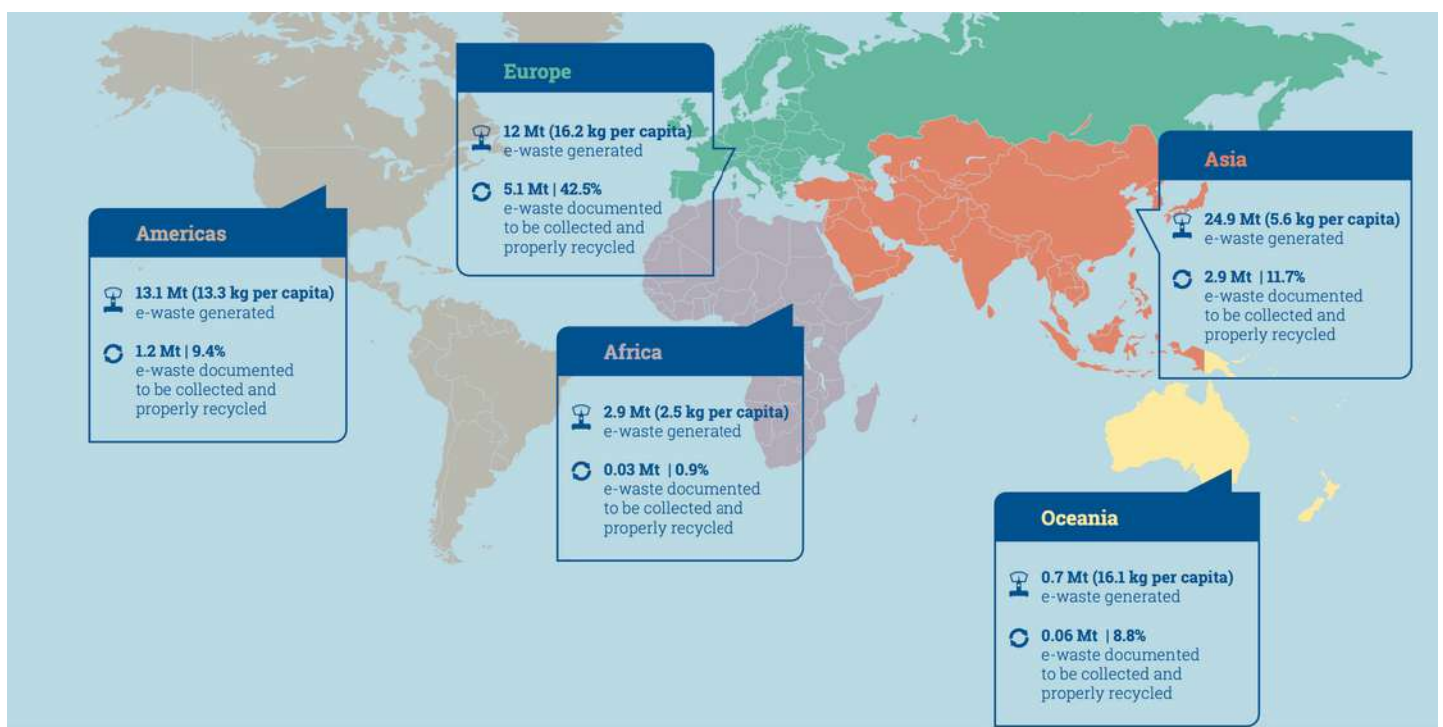 Europe
12 Mt (16.2 kg per capita)
e-waste generated
5.1 Mt | 42.5%
e-waste documented
to be collected and
properly recycled
Asia
24.9 Mt (5.6 kg per capita)
e-waste generated
2.9 Mt | 11.7%
e-waste documented
to be collected and
properly recycled
Americas
13.1 Mt (13.3 kg per capita)
e-waste generated
1.2 Mt | 9.4%
e-waste documented
to be collected and
properly recycled
Africa
2.9 Mt (2.5 kg per capita)
e-waste generated
0.03 Mt | 0.9%
e-waste documented
to be collected and
properly recycled
Oceania
0.7 Mt (16.1 kg per capita)
e-waste generated
0.06 Mt | 8.8%
e-waste documented
to be collected and
properly recycled